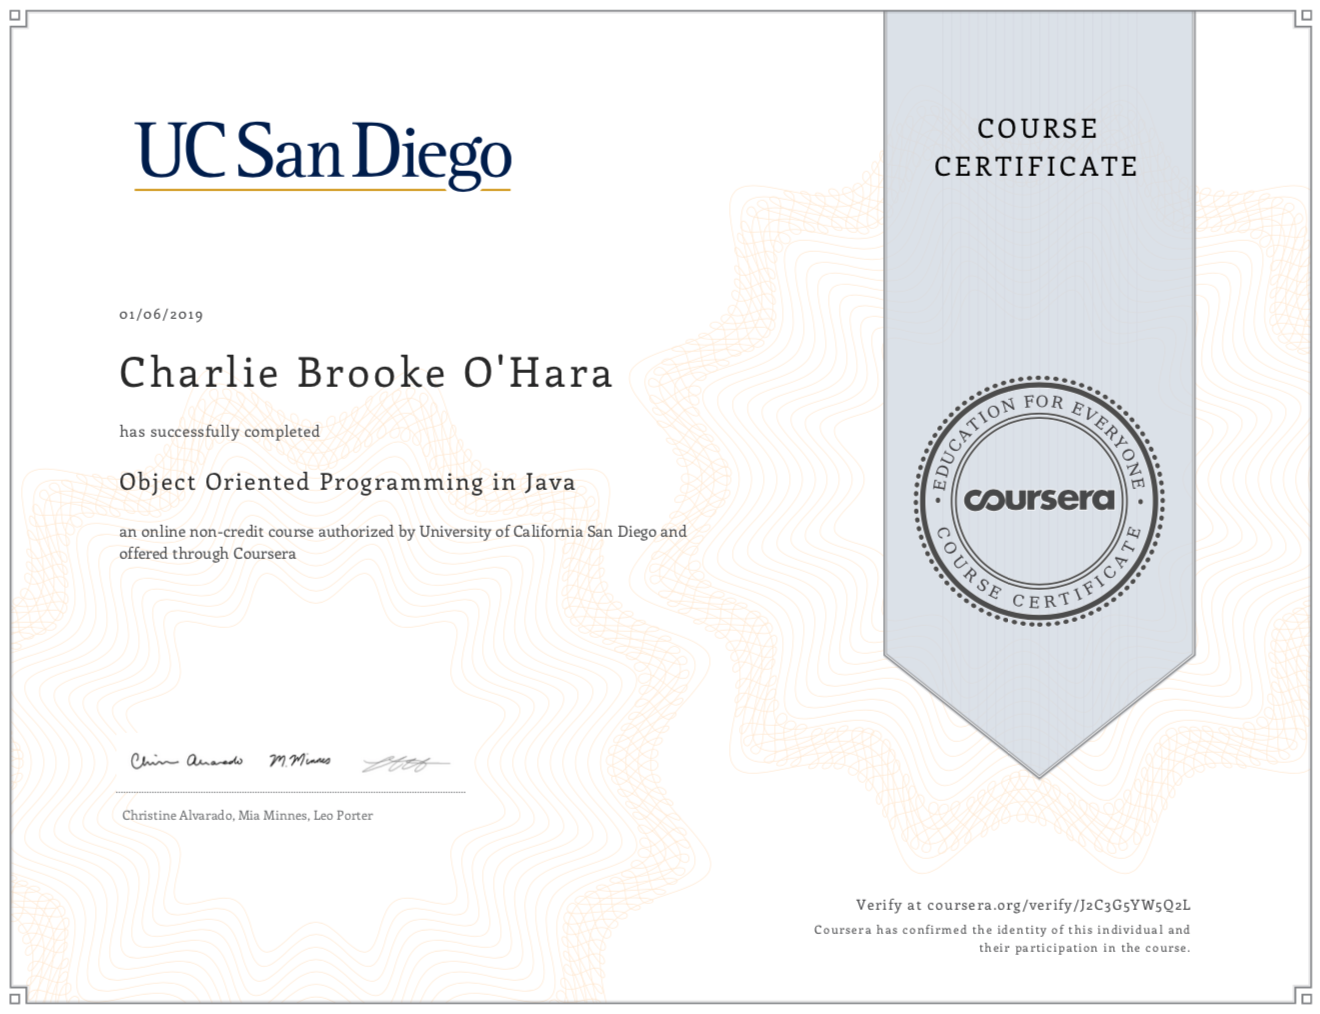 UC San Diego
COURSE
CERTIFICATE
01/06/2019
Charlie Brooke O'Hara
has successfully completed
Object Oriented Programming in Java
an online non-credit course authorized by University of California San Diego and
offered through Coursera
EDUCATION FOR EVERYONE
coursera
COURSE CERTIFICATE
Christine Alvarado, Mia Minnes, Leo Porter
Verify at coursera.org/verify/J2C3G5YW5Q2L
Coursera has confirmed the identity of this individual and
their participation in the course.